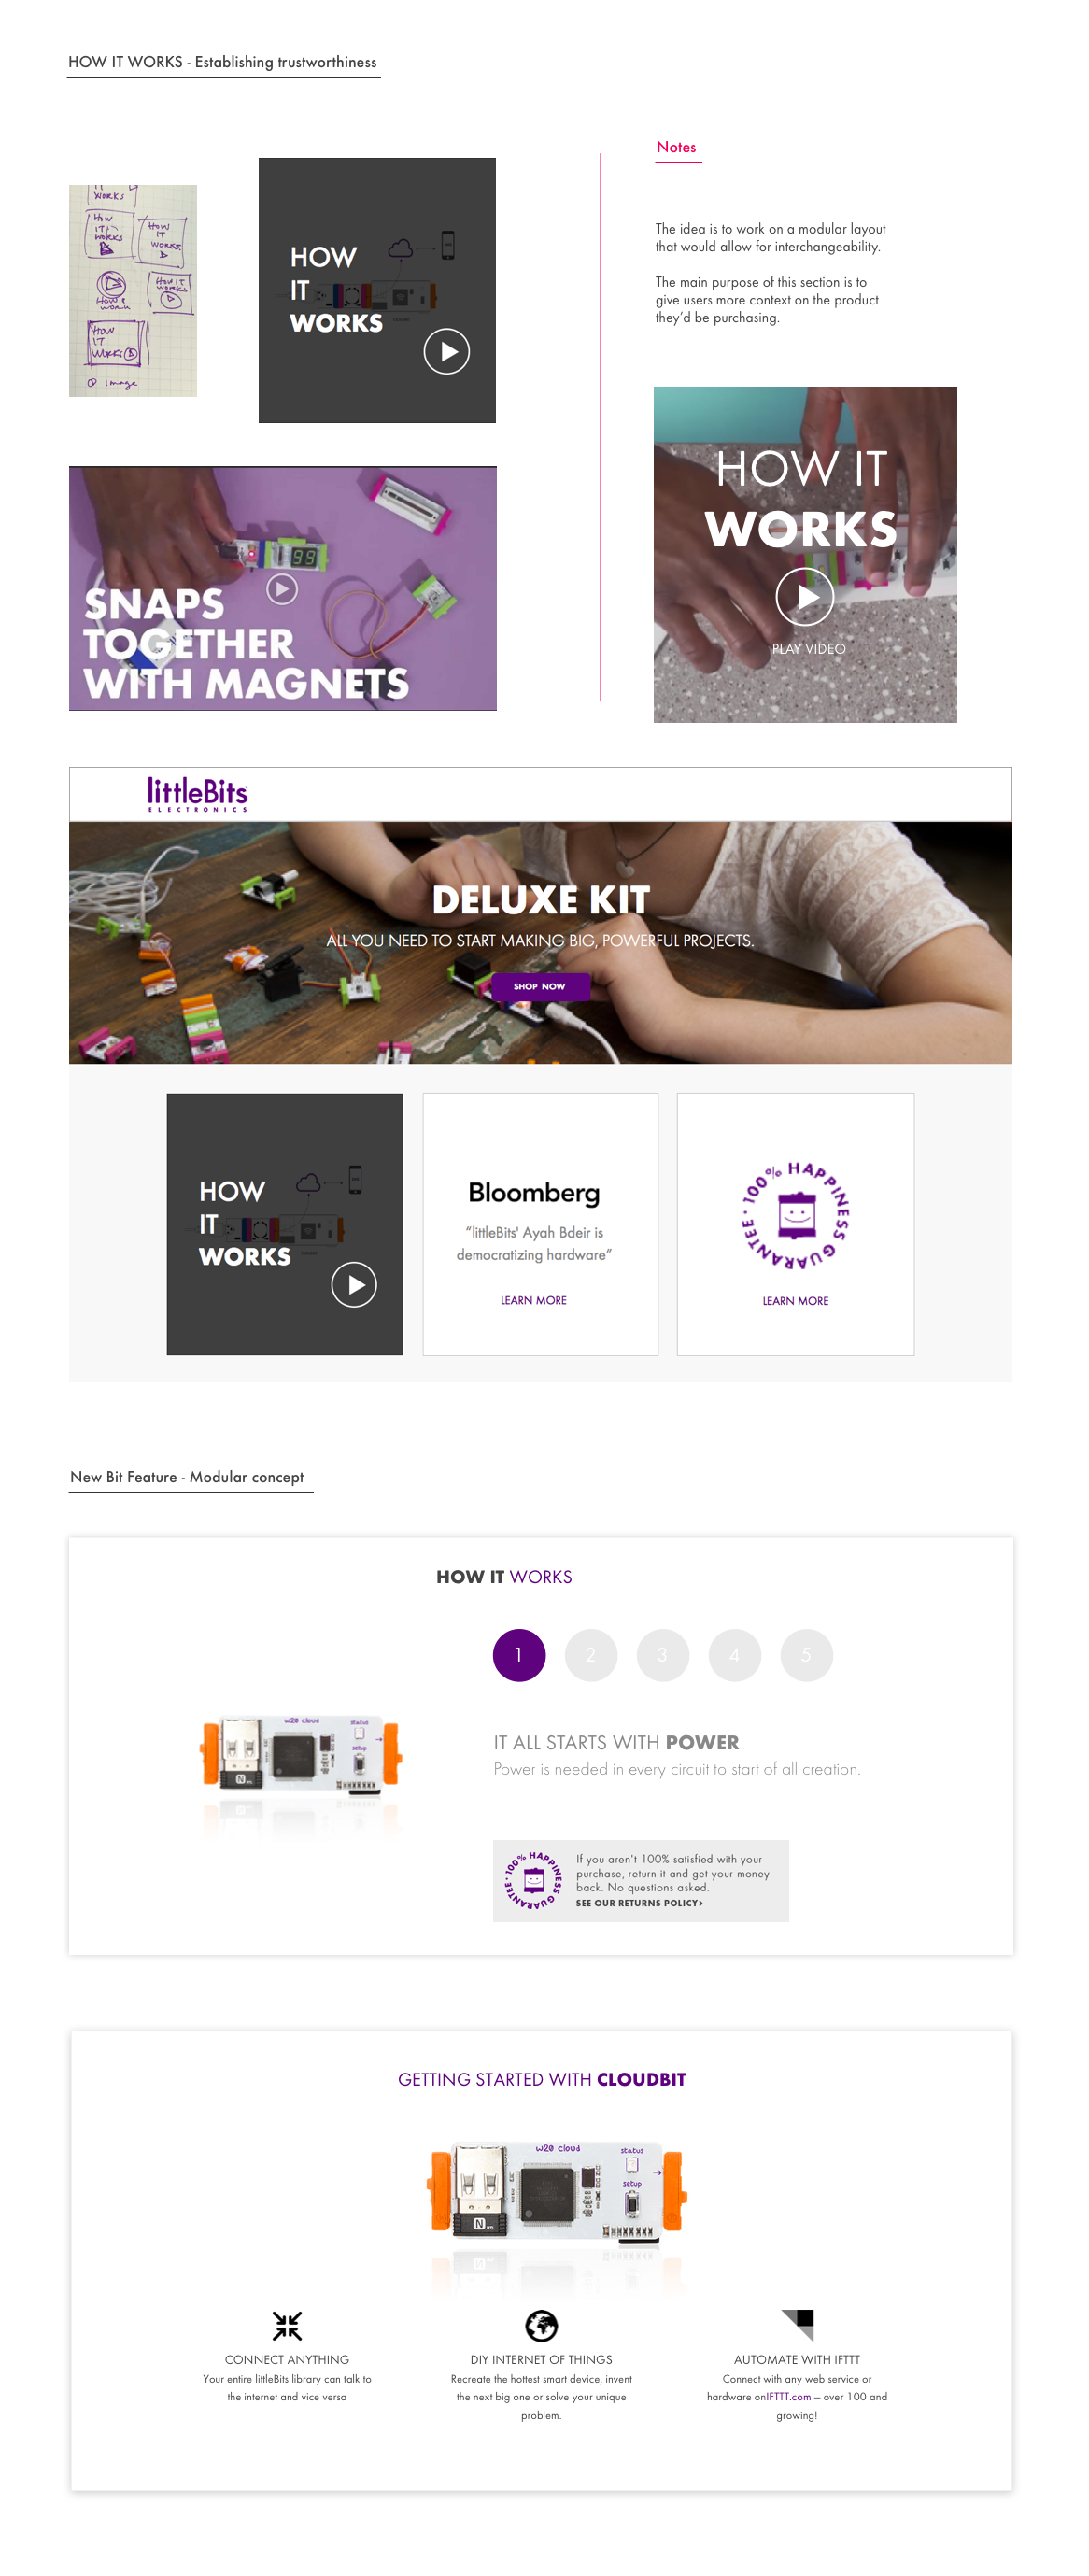 HOW IT WORKS - Establishing trustworthiness
IT
WORKS
How
IT
works
How
IT
WORKS
HOW IT
WORKS
HOW
IT
WORKS
image
HOW
IT
WORKS
SNAPS
TOGETHER
WITH MAGNETS
Notes
The idea is to work on a modular layout
that would allow for interchangeability.
The main purpose of this section is to
give users more context on the product
they'd be purchasing.
HOW IT
WORKS
PLAY VIDEO
littleBits
ELECTRONICS
DELUXE KIT
ALL YOU NEED TO START MAKING BIG, POWERFUL PROJECTS.
SHOP NOW
HOW
IT
WORKS
Bloomberg
“littleBits' Ayah Bdeir is
democratizing hardware”
LEARN MORE
100% HAPPINESS GUARANTEE
LEARN MORE
New Bit Feature - Modular concept
HOW IT WORKS
1 2 3 4 5
w20 cloud
status
setup
IT ALL STARTS WITH POWER
Power is needed in every circuit to start of all creation.
100% HAPPINESS GUARANTEE
If you aren't 100% satisfied with your
purchase, return it and get your money
back. No questions asked.
SEE OUR RETURNS POLICY>
GETTING STARTED WITH CLOUDBIT
w20 cloud
status
setup
CONNECT ANYTHING
Your entire littleBits library can talk to
the internet and vice versa
DIY INTERNET OF THINGS
Recreate the hottest smart device, invent
the next big one or solve your unique
problem.
AUTOMATE WITH IFTTT
Connect with any web service or
hardware onIFTTT.com – over 100 and
growing!